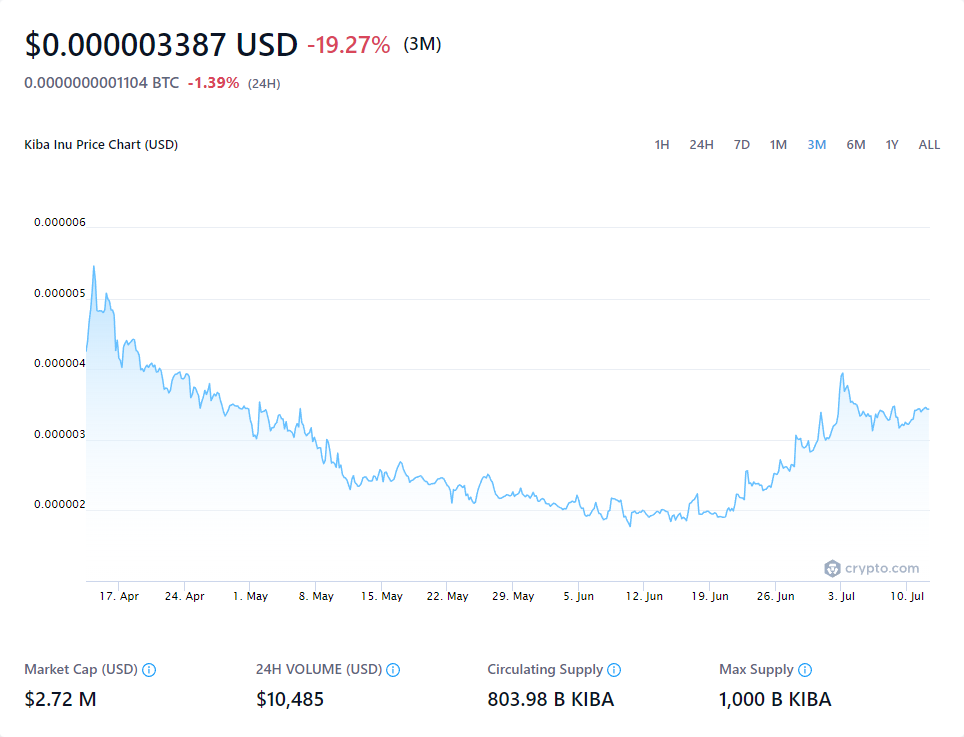 $0.000003387 USD -19.27% (3M)
0.0000000001104 BTC -1.39% (24H)
Kiba Inu Price Chart (USD) 1H 24H 7D 1M 3M 6M 1Y ALL
0.000006
0.000005
0.000004
0.000003
0.000002
crypto.com
17. Apr 24. Apr 1. May 8. May 15. May 22. May 29. May 5. Jun 12. Jun 19. Jun 26. Jun 3. Jul 10. Jul
Market Cap (USD) 24H VOLUME (USD) Circulating Supply Max Supply
$2.72 M $10,485 803.98 B KIBA 1,000 B KIBA